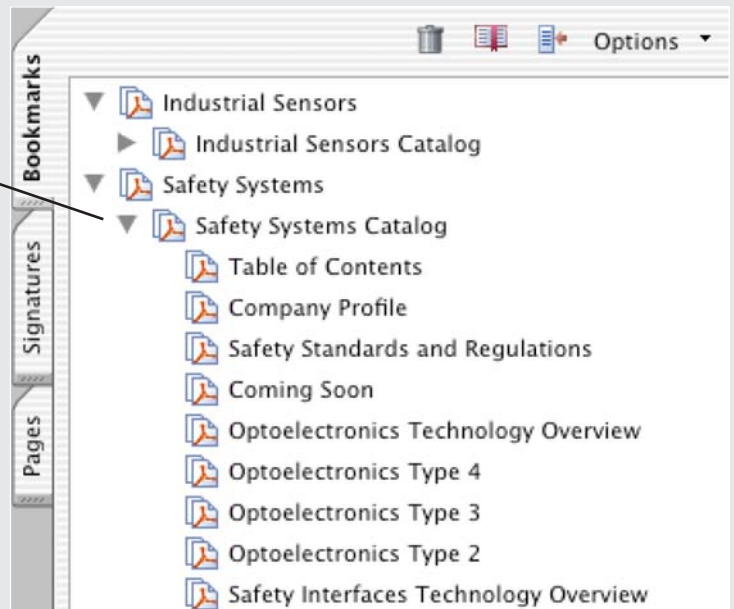 Options
Bookmarks
Signatures
Pages
Industrial Sensors
Industrial Sensors Catalog
Safety Systems
Safety Systems Catalog
Table of Contents
Company Profile
Safety Standards and Regulations
Coming Soon
Optoelectronics Technology Overview
Optoelectronics Type 4
Optoelectronics Type 3
Optoelectronics Type 2
Safety Interfaces Technology Overview